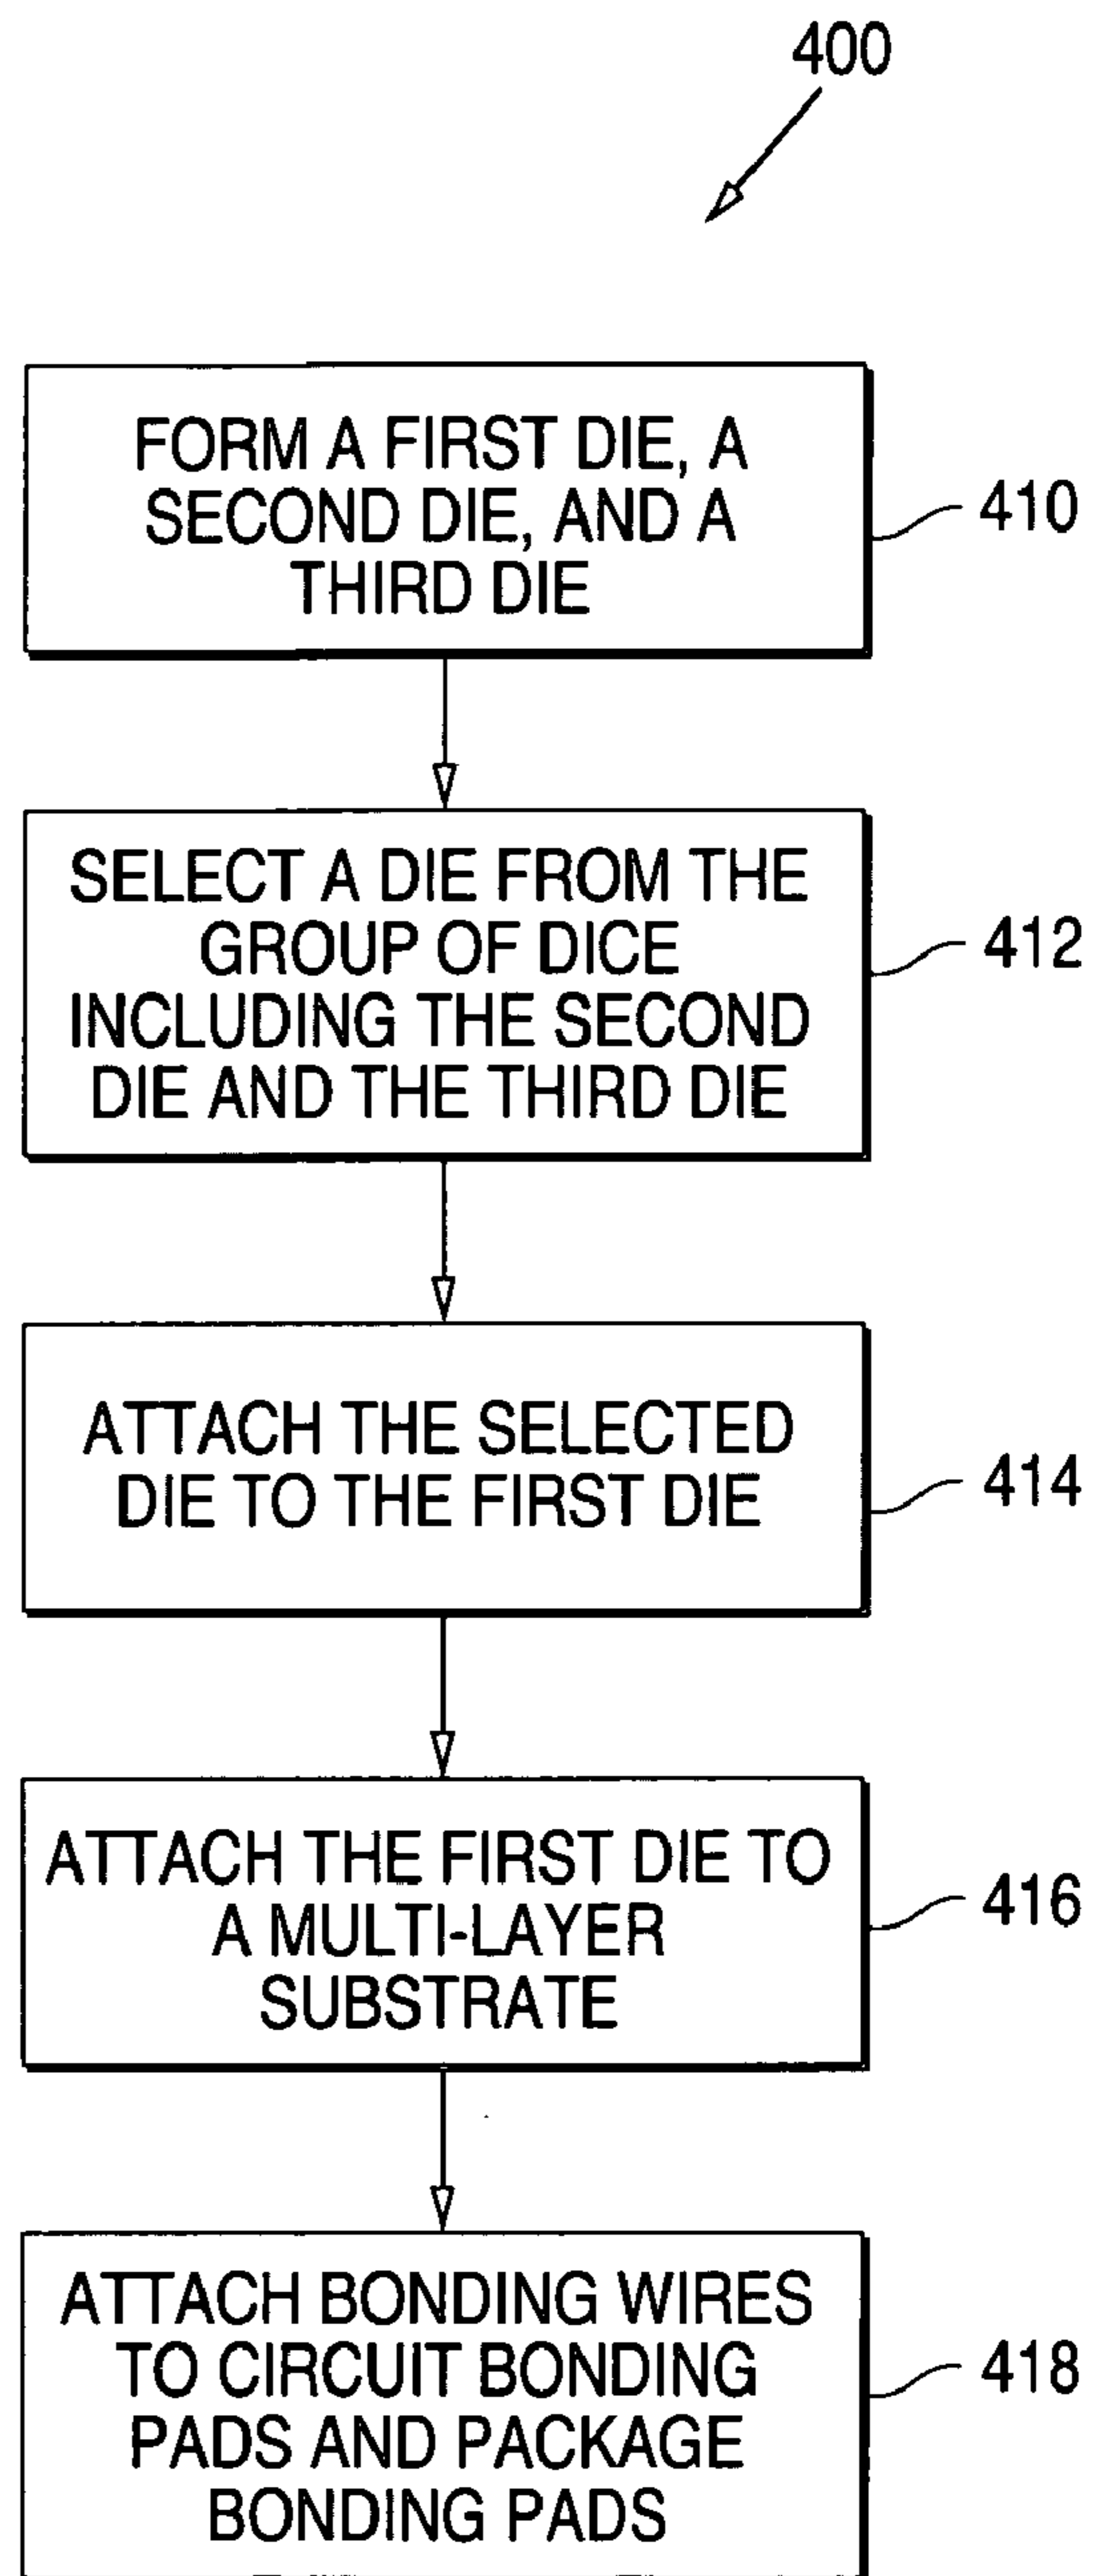 400
FORM A FIRST DIE, A
SECOND DIE, AND A
THIRD DIE
410
SELECT A DIE FROM THE
GROUP OF DICE
INCLUDING THE SECOND
DIE AND THE THIRD DIE
412
ATTACH THE SELECTED
DIE TO THE FIRST DIE
414
ATTACH THE FIRST DIE TO
A MULTI-LAYER
SUBSTRATE
416
ATTACH BONDING WIRES
TO CIRCUIT BONDING
PADS AND PACKAGE
BONDING PADS
418